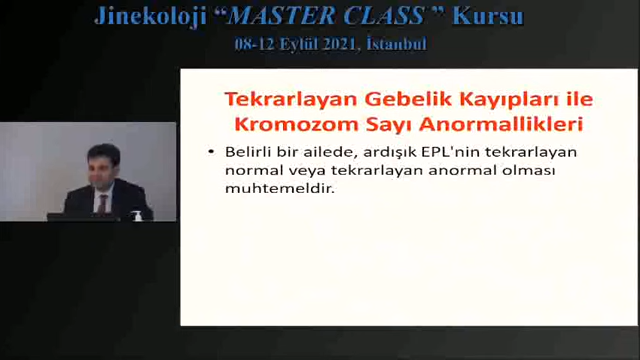 Jinekoloji “MASTER CLASS ” Kursu
08-12 Eylül 2021, İstanbul
Tekrarlayan Gebelik Kayıpları ile
Kromozom Sayı Anormallikleri
• Belirli bir ailede, ardışık EPL'nin tekrarlayan
normal veya tekrarlayan anormal olması
muhtemeldir.